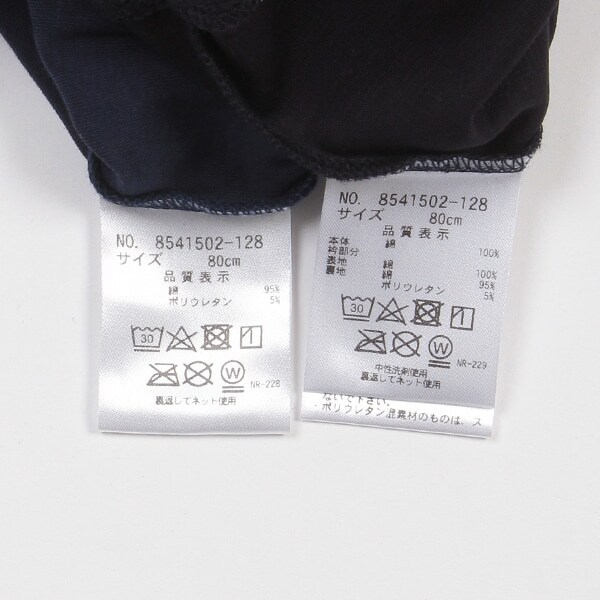 NO. 8541502-128
サイズ 80cm
品質表示
綿 95%
ポリウレタン 5%
30
W
NR-228
裏返してネット使用
NO. 8541502-128
サイズ 80cm
品質表示
本体 綿 100%
衿部分
表地 綿 100%
裏地 綿 95%
ポリウレタン 5%
30
W
NR-229
中性洗剤使用
裏返してネット使用
ないで下さい。
・ポリウレタン混素材のものは、ス